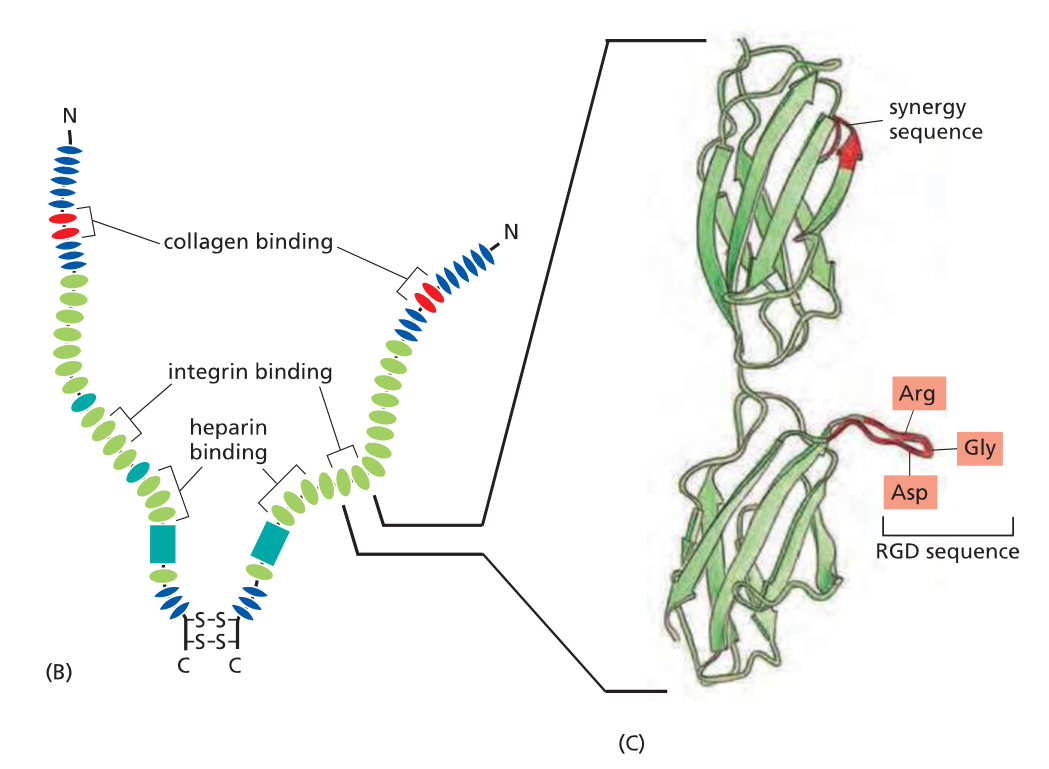 N
collagen binding
N
integrin binding
heparin
binding
S-S
S-S
C
C
(B)
synergy
sequence
Arg
Gly
Asp
RGD sequence
(C)